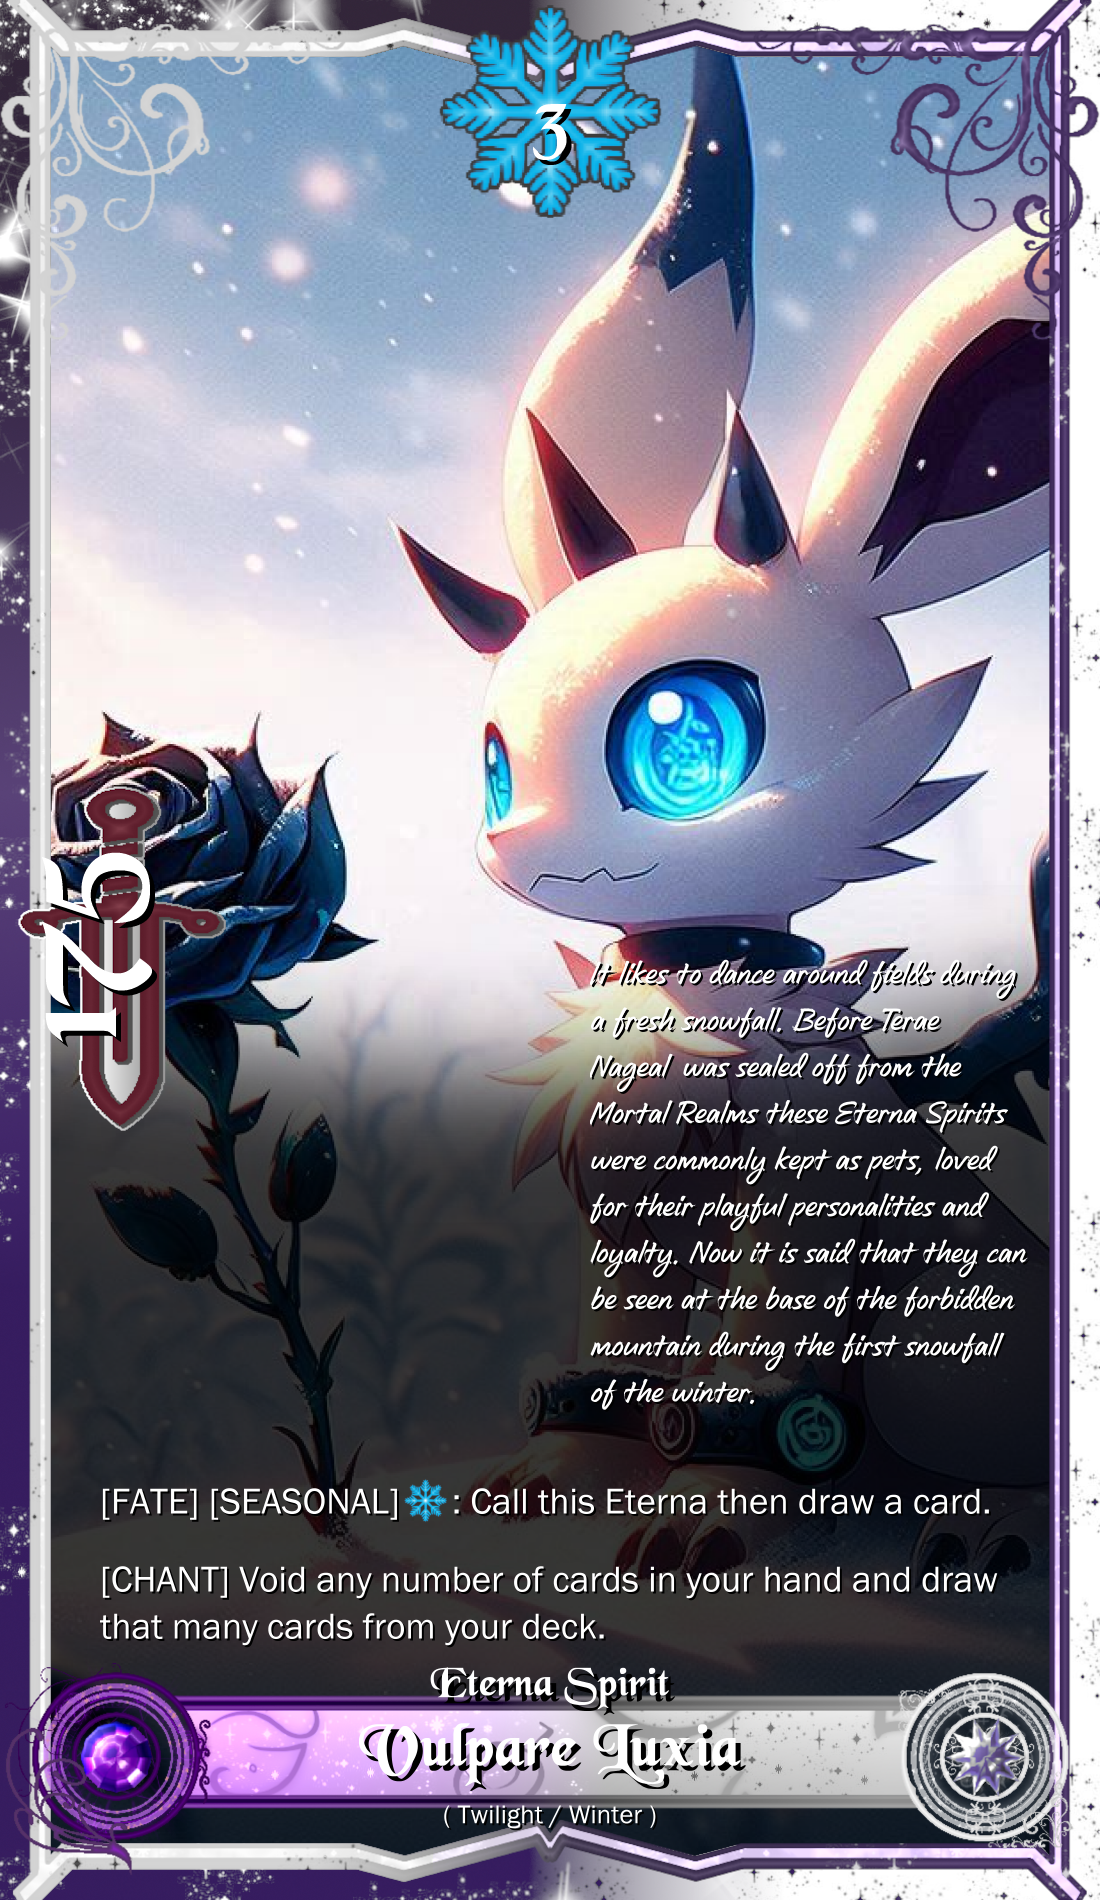 3
175
It likes to dance around fields during
a fresh snowfall. Before Terae
Nageal was sealed off from the
Mortal Realms these Eterna Spirits
were commonly kept as pets, loved
for their playful personalities and
loyalty. Now it is said that they can
be seen at the base of the forbidden
mountain during the first snowfall
of the winter.
[FATE] [SEASONAL] : Call this Eterna then draw a card.
[CHANT] Void any number of cards in your hand and draw
that many cards from your deck.
Eterna Spirit
Vulpare Luxia
( Twilight / Winter )